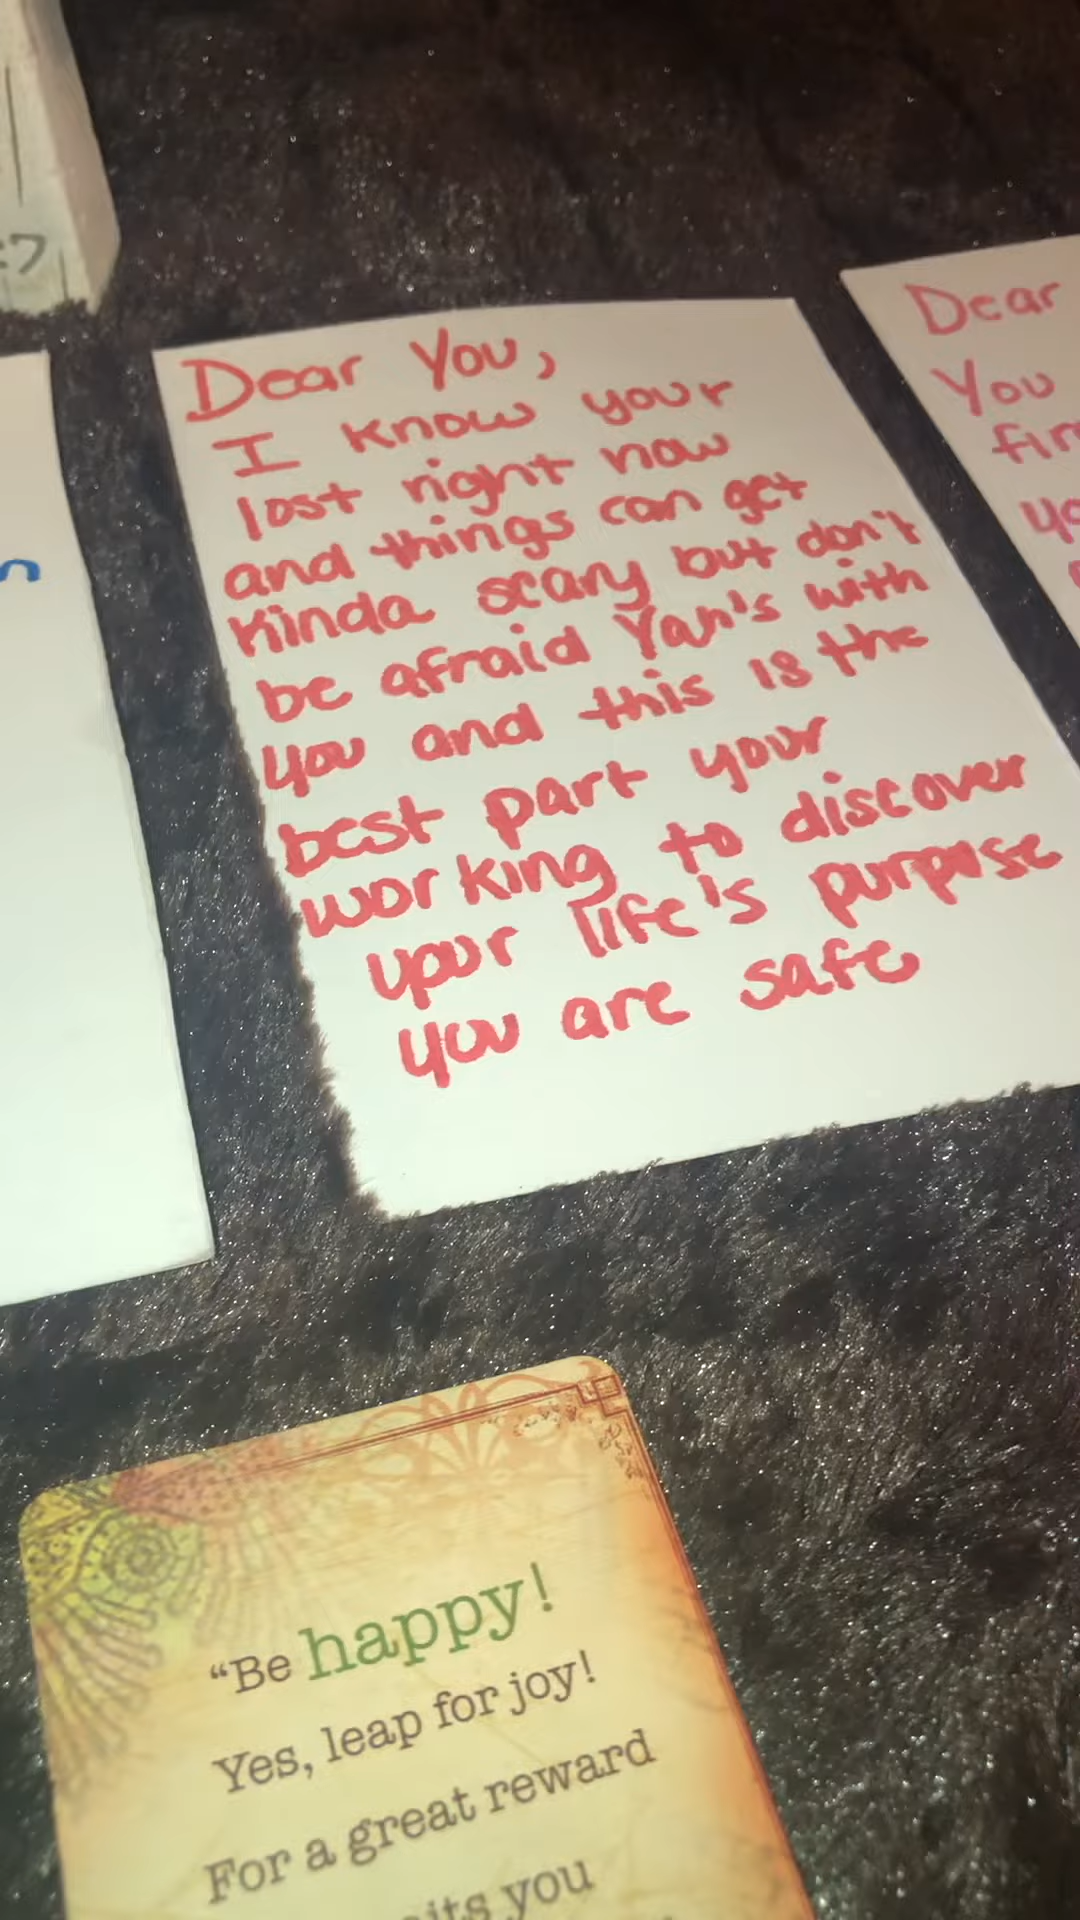 :7
n
Dear You,
I know your
lost right now
and things can get
kinda scary but don't
be afraid Yah's with
you and this is the
best part your
working to discover
your life's purpose
you are safe
Dear
You
"Be happy!
Yes, leap for joy!
For a great reward
you